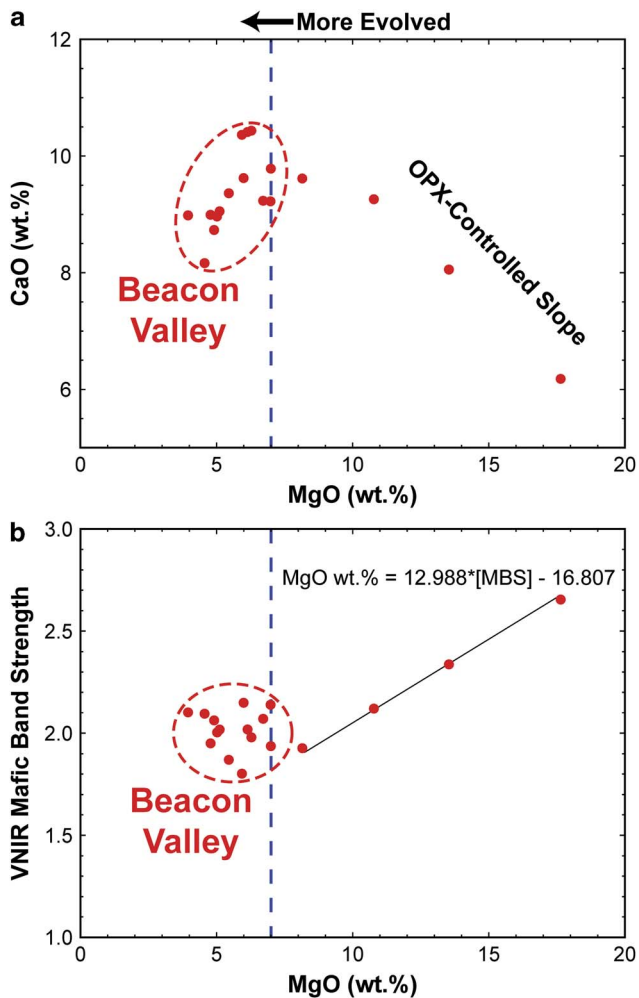 a
More Evolved
12
10
8
6
CaO (wt.%)
OPX-Controlled Slope
Beacon
Valley
0 5 10 15 20
MgO (wt.%)
b
3.0
2.5
2.0
1.5
1.0
VNIR Mafic Band Strength
MgO wt.% = 12.988*[MBS] - 16.807
Beacon
Valley
0 5 10 15 20
MgO (wt.%)